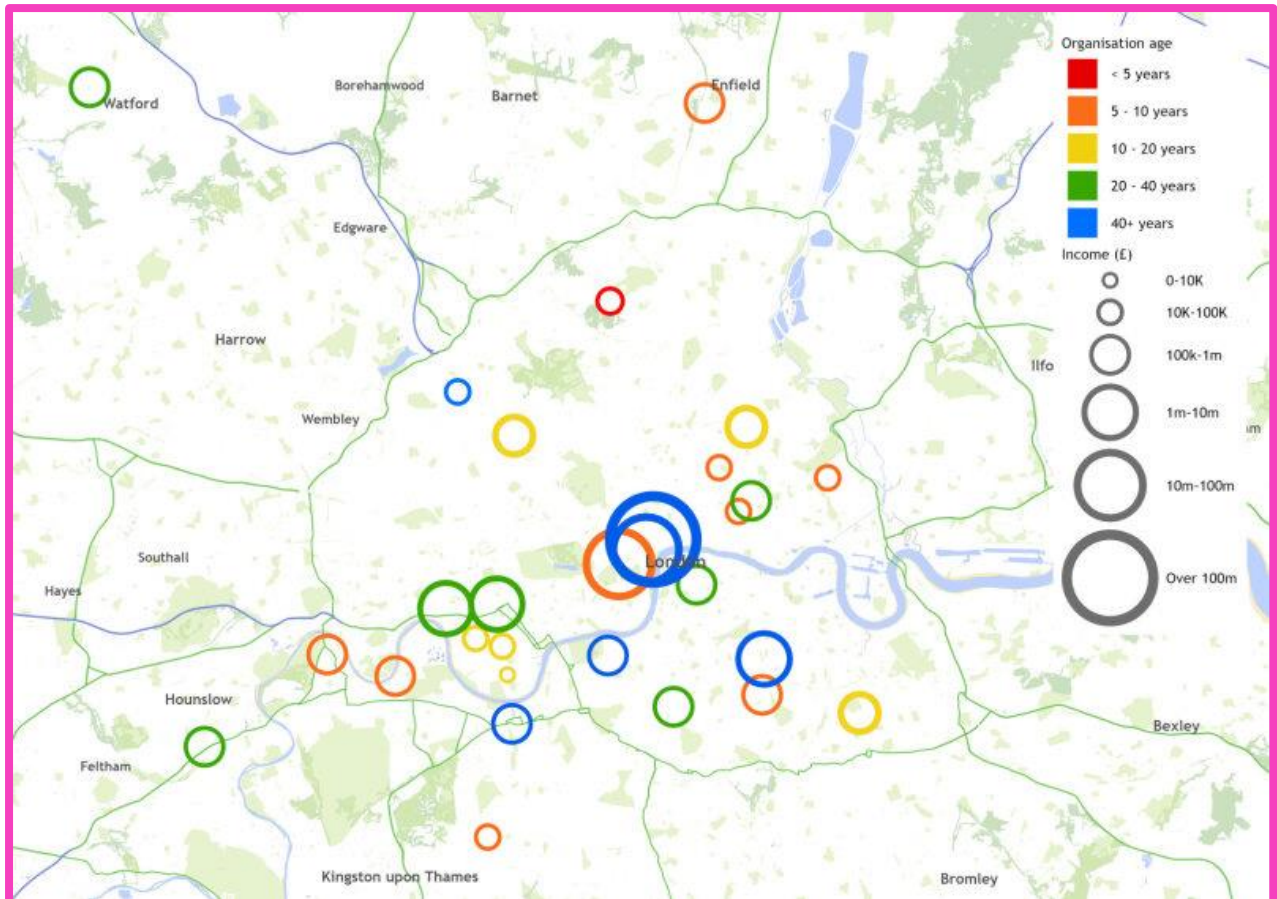 Organisation age
< 5 years
5 - 10 years
10 - 20 years
20 - 40 years
40+ years
Income (£)
0-10K
10K-100K
100k-1m
1m-10m
10m-100m
Over 100m
Borehamwood
Barnet
Enfield
Watford
Edgware
Harrow
Ilfo
Wembley
Southall
London
Hayes
Hounslow
Feltham
Bexley
Kingston upon Thames
Bromley